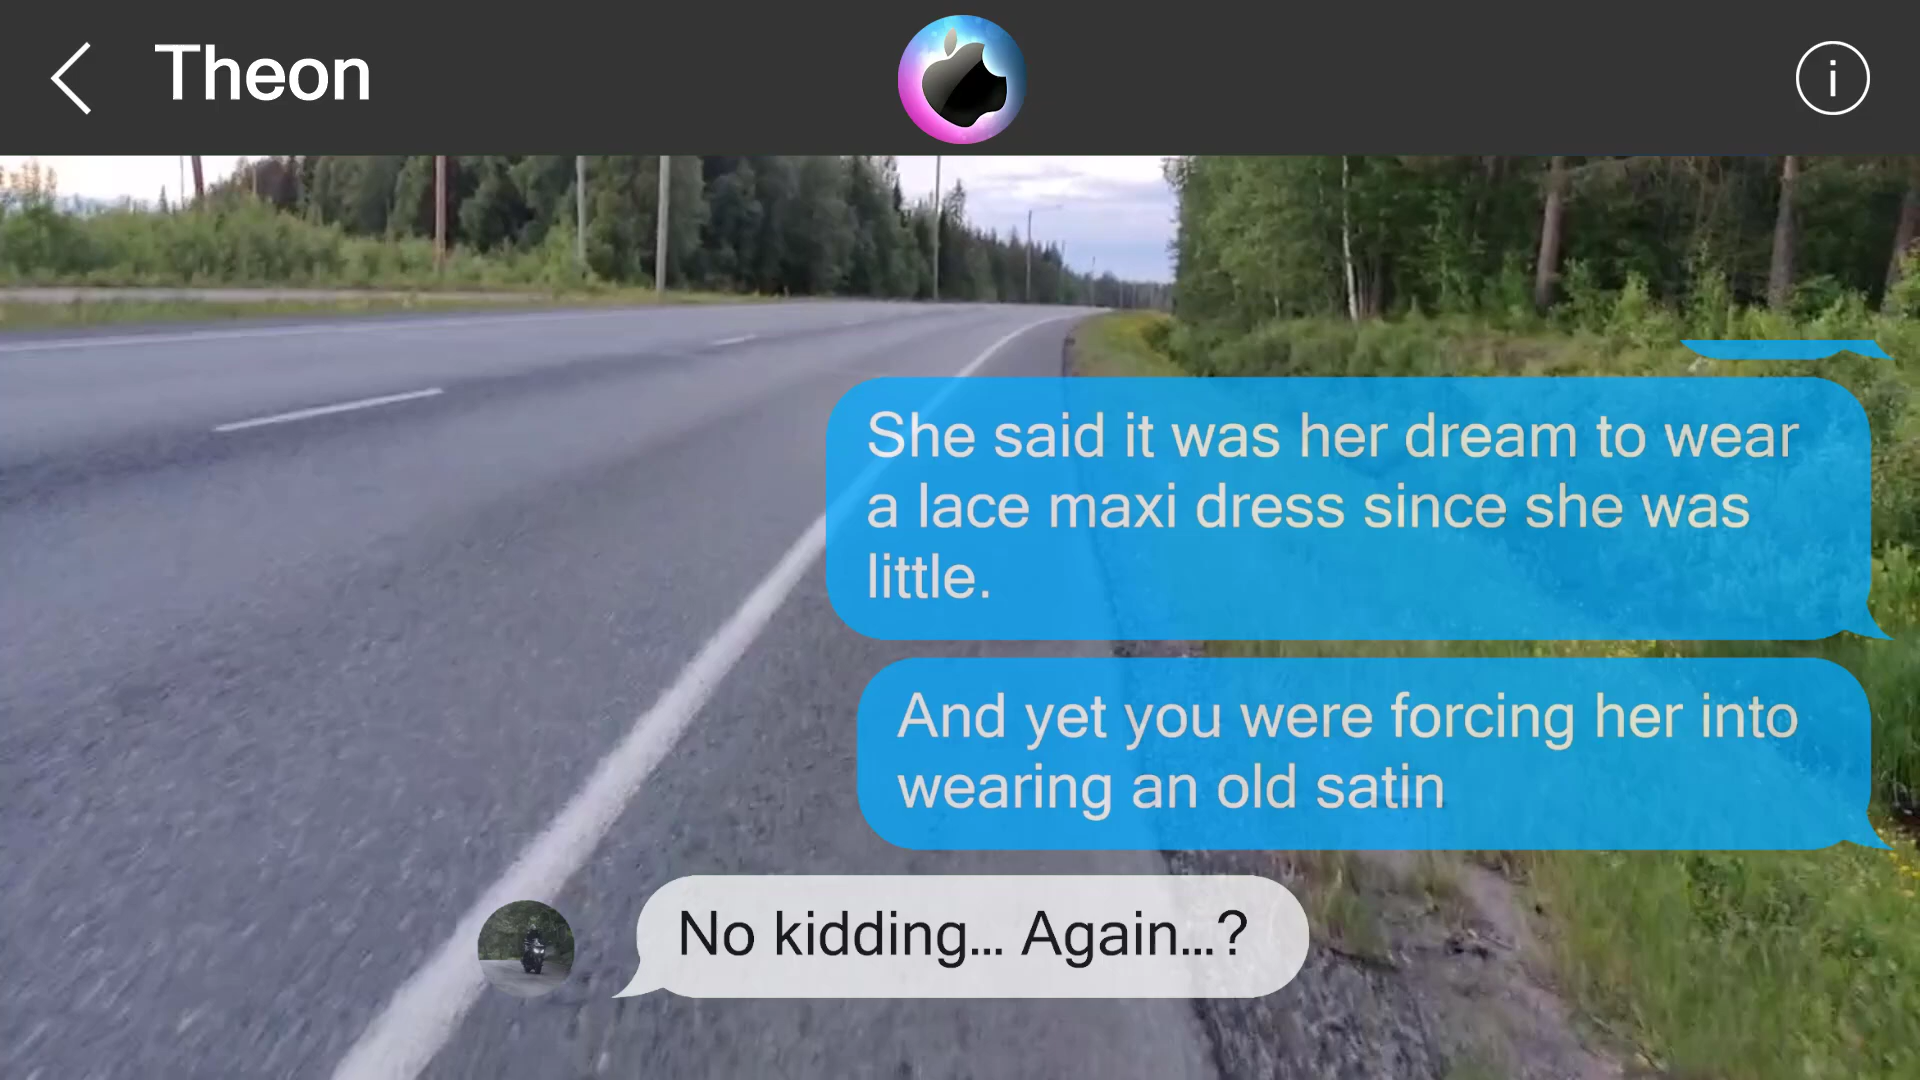 Theon
i
She said it was her dream to wear
a lace maxi dress since she was
little.
And yet you were forcing her into
wearing an old satin
No kidding... Again...?